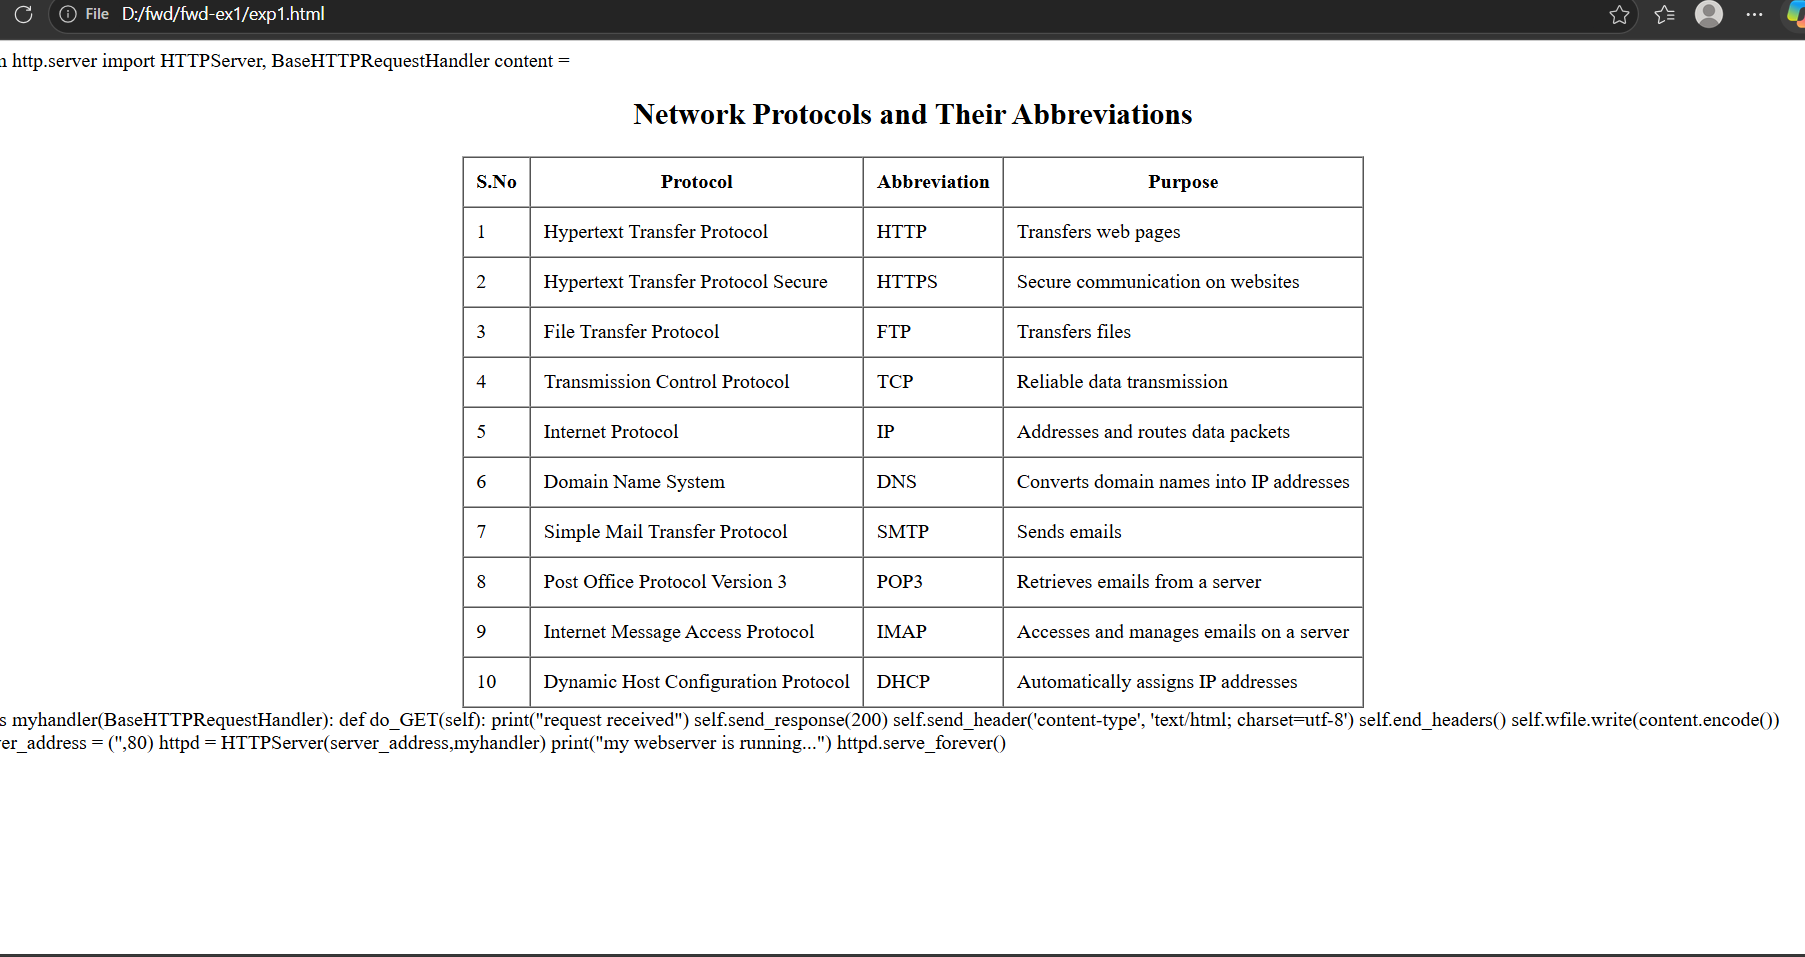 File D:/fwd/fwd-ex1/exp1.html
http.server import HTTPServer, BaseHTTPRequestHandler content =
Network Protocols and Their Abbreviations
S.No Protocol Abbreviation Purpose
1 Hypertext Transfer Protocol HTTP Transfers web pages
2 Hypertext Transfer Protocol Secure HTTPS Secure communication on websites
3 File Transfer Protocol FTP Transfers files
4 Transmission Control Protocol TCP Reliable data transmission
5 Internet Protocol IP Addresses and routes data packets
6 Domain Name System DNS Converts domain names into IP addresses
7 Simple Mail Transfer Protocol SMTP Sends emails
8 Post Office Protocol Version 3 POP3 Retrieves emails from a server
9 Internet Message Access Protocol IMAP Accesses and manages emails on a server
10 Dynamic Host Configuration Protocol DHCP Automatically assigns IP addresses
s myhandler(BaseHTTPRequestHandler): def do_GET(self): print("request received") self.send_response(200) self.send_header('content-type', 'text/html; charset=utf-8') self.end_headers() self.wfile.write(content.encode())
er_address = ('',80) httpd = HTTPServer(server_address,myhandler) print("my webserver is running...") httpd.serve_forever()